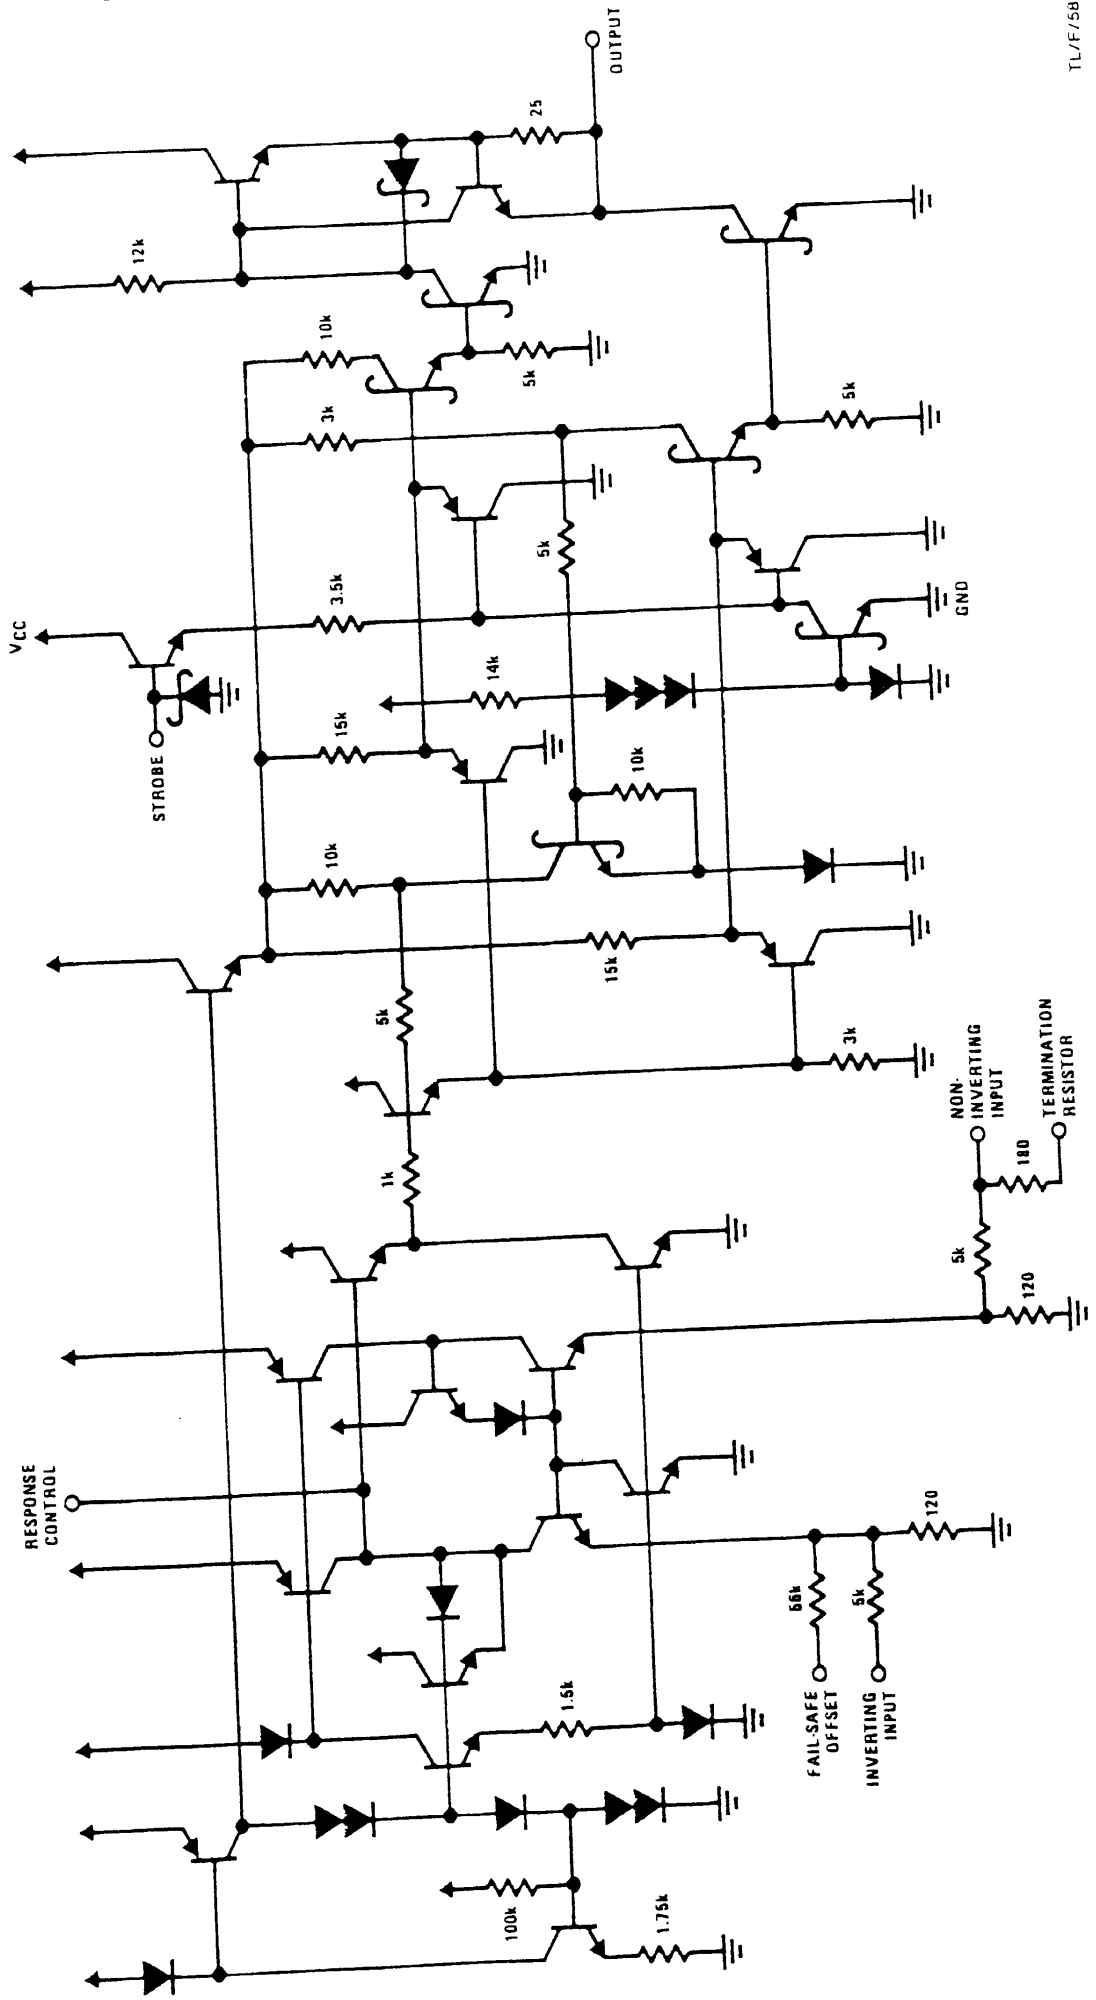 VCC
RESPONSE
CONTROL
12k
STROBE
10k
3k
3.5k
15k
10k
5k
1k
14k
25
5k
5k
100k
1.5k
OUTPUT
10k
15k
1.75k
56k
FAIL-SAFE
OFFSET
5k
3k
5k
INVERTING
INPUT
120
GND
5k
NON-
INVERTING
INPUT
180
120
TERMINATION
RESISTOR
TL/F/58